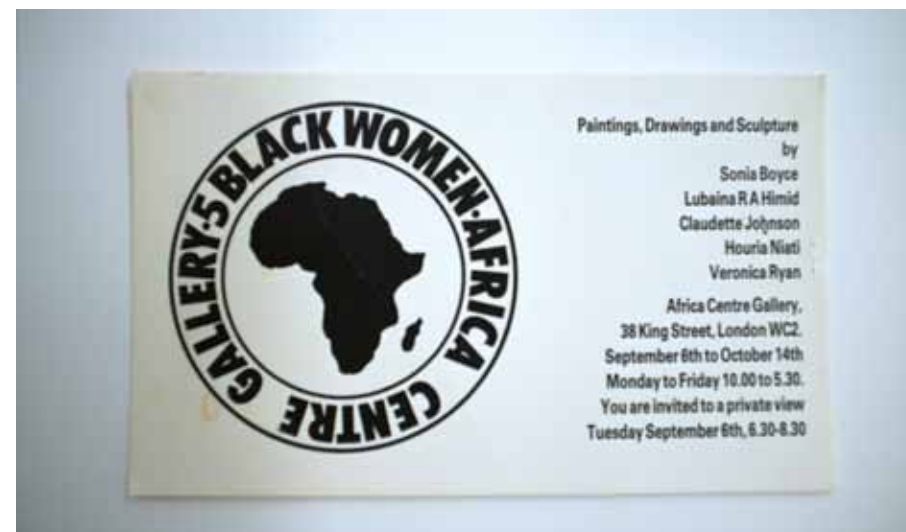 5 BLACK WOMEN·AFRICA CENTRE GALLERY·
Paintings, Drawings and Sculpture
by
Sonia Boyce
Lubaina R A Himid
Claudette Johnson
Houria Niati
Veronica Ryan
Africa Centre Gallery,
38 King Street, London WC2.
September 6th to October 14th
Monday to Friday 10.00 to 5.30.
You are invited to a private view
Tuesday September 6th, 6.30-8.30